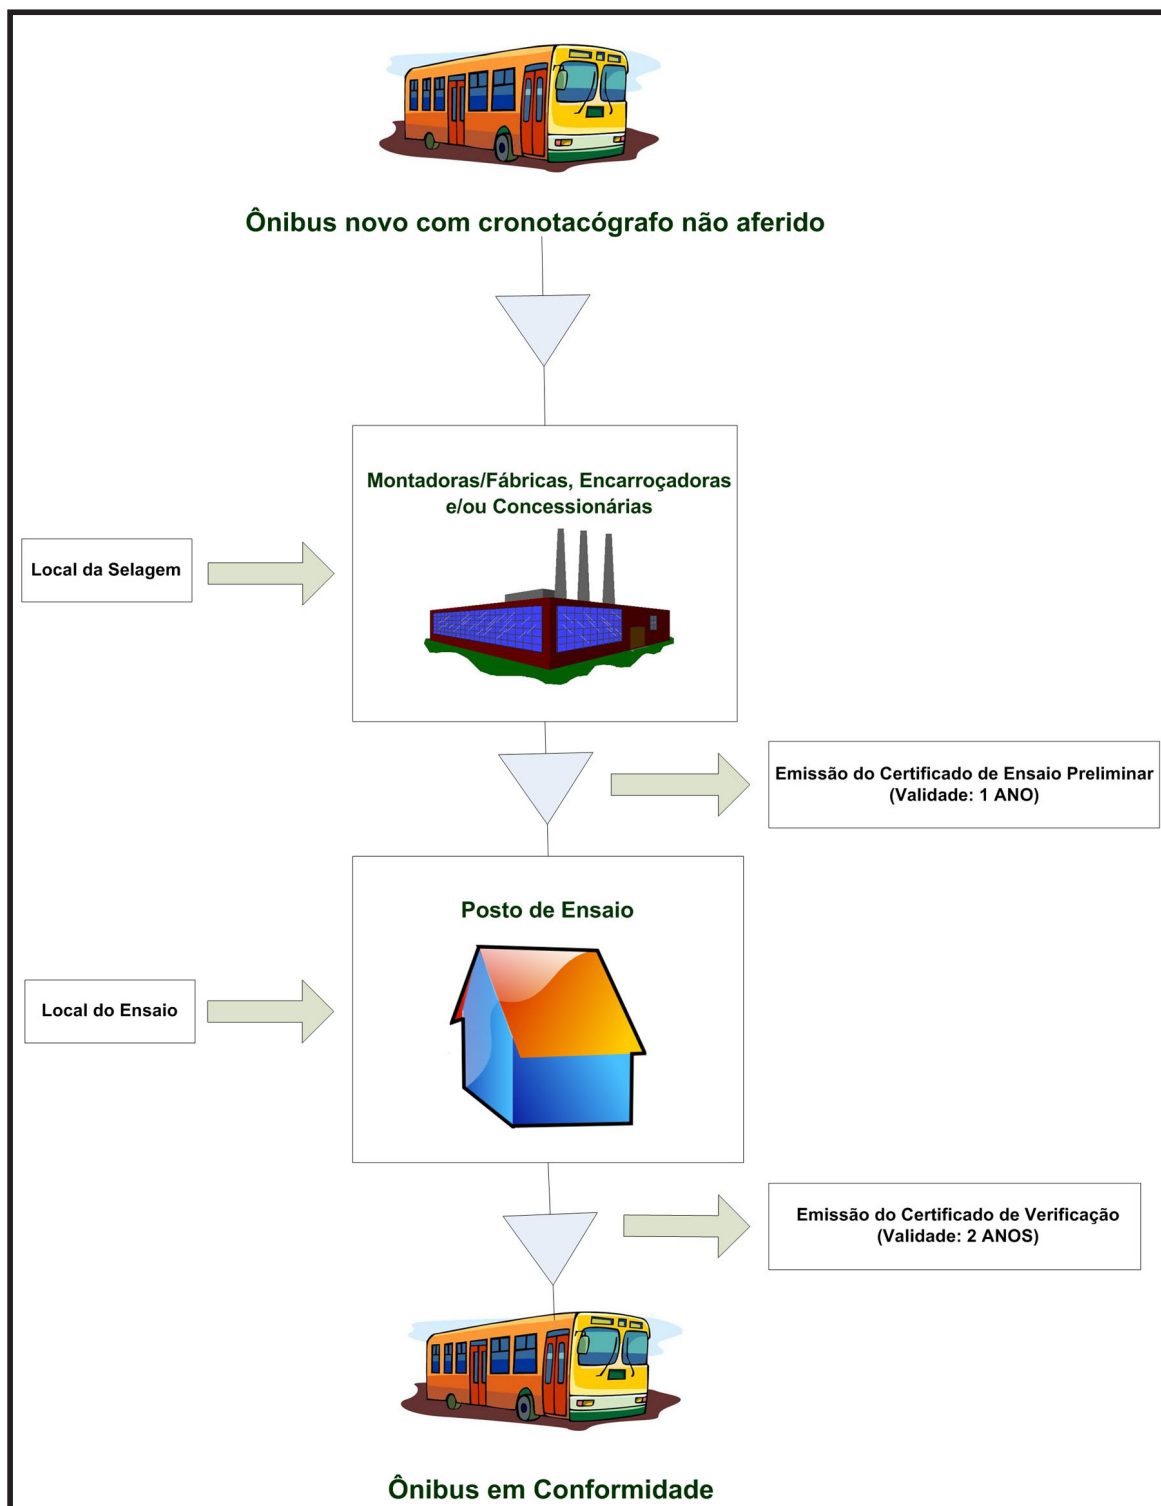 Ônibus novo com cronotacógrafo não aferido
Montadoras/Fábricas, Encarroçadoras
e/ou Concessionárias
Local da Selagem
Emissão do Certificado de Ensaio Preliminar
(Validade: 1 ANO)
Posto de Ensaio
Local do Ensaio
Emissão do Certificado de Verificação
(Validade: 2 ANOS)
Ônibus em Conformidade